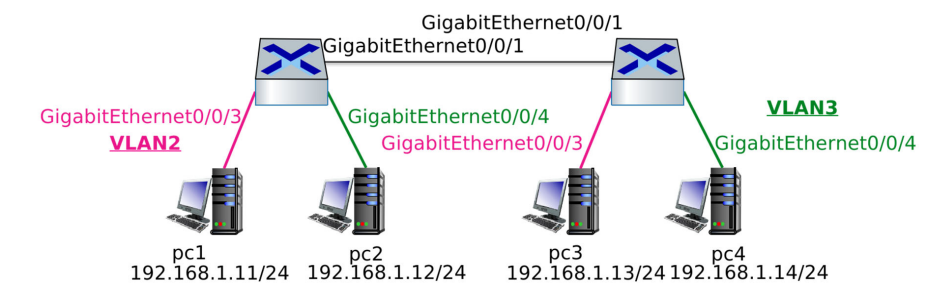 GigabitEthernet0/0/1
GigabitEthernet0/0/1
GigabitEthernet0/0/3
GigabitEthernet0/0/4
VLAN3
VLAN2
GigabitEthernet0/0/3
GigabitEthernet0/0/4
pc1
pc2
pc3
pc4
192.168.1.11/24
192.168.1.12/24
192.168.1.13/24
192.168.1.14/24